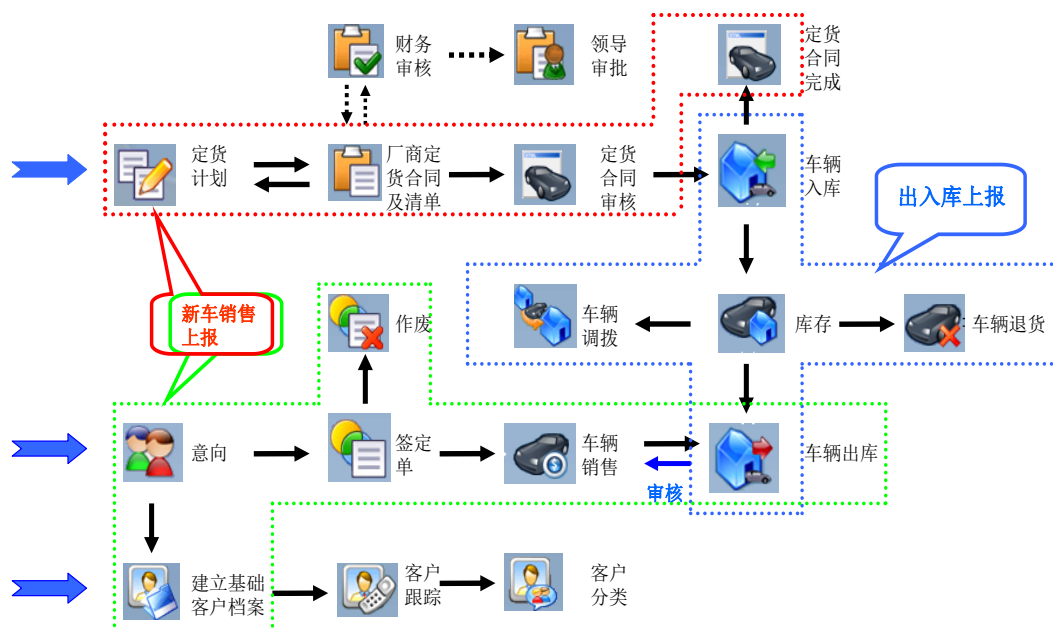 财务
审核
领导
审批
定货
合同
完成
定货
计划
厂商定
货合同
及清单
定货
合同
审核
车辆
入库
出入库上报
新车销售
上报
作废
车辆
调拨
库存
车辆退货
意向
签定
单
车辆
销售
审核
车辆出库
建立基础
客户档案
客户
跟踪
客户
分类